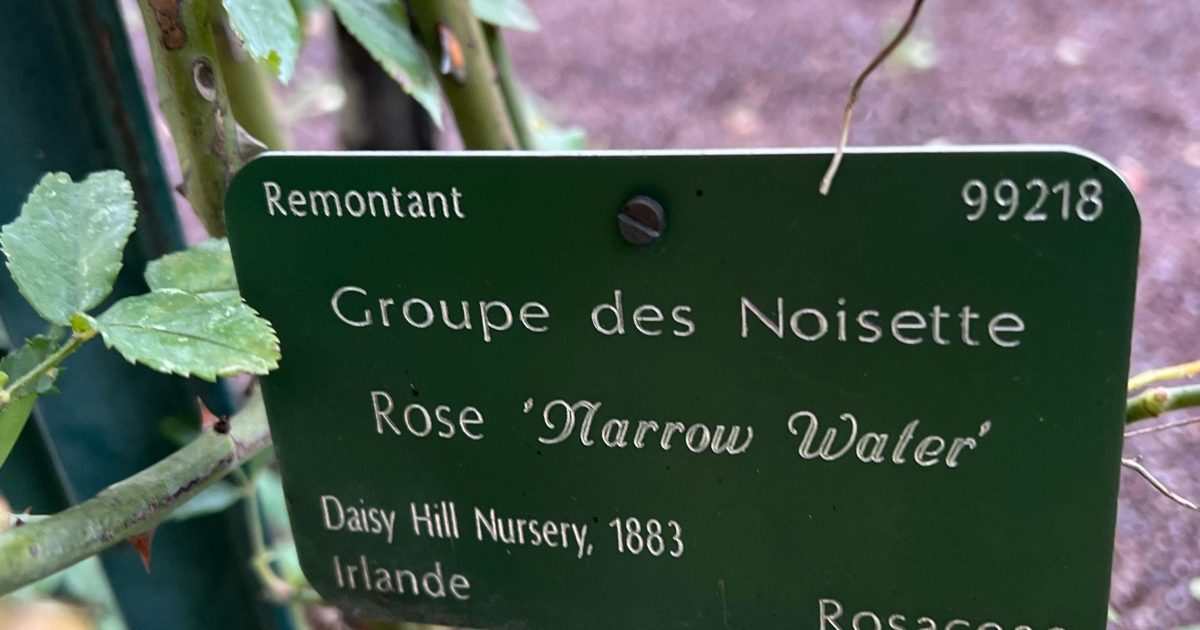 Remontant 99218
Groupe des Noisette
Rose 'Narrow Water'
Daisy Hill Nursery, 1883
Irlande